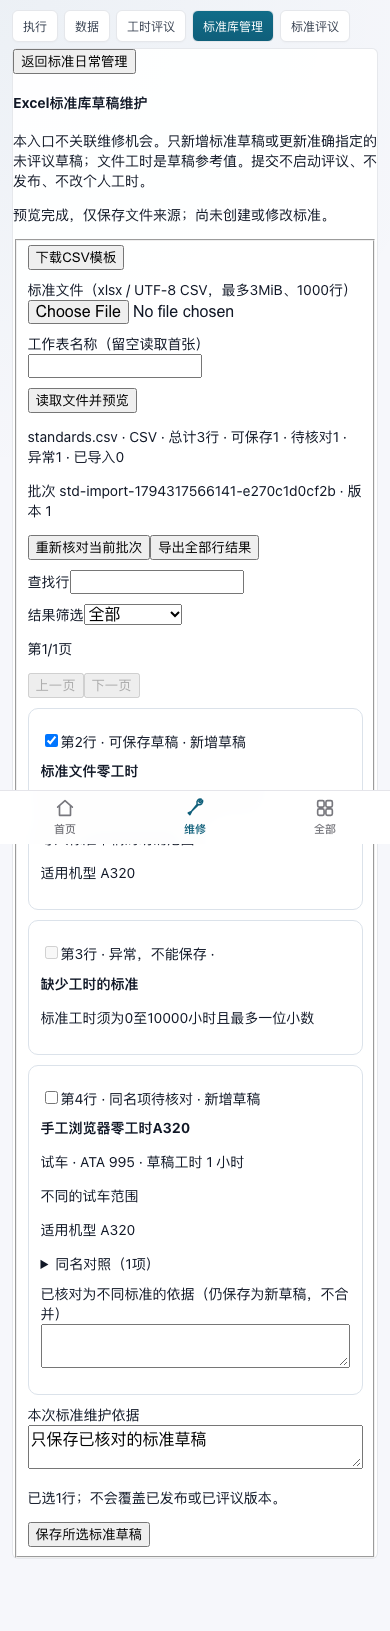 执行
数据
工时评议
标准库管理
标准评议
返回标准日常管理
Excel标准库草稿维护
本入口不关联维修机会。只新增标准草稿或更新准确指定的
未评议草稿；文件工时是草稿参考值。提交不启动评议、不
发布、不改个人工时。
预览完成，仅保存文件来源；尚未创建或修改标准。
下载CSV模板
标准文件（xlsx / UTF-8 CSV，最多3MiB、1000行）
Choose File No file chosen
工作表名称（留空读取首张）
读取文件并预览
standards.csv · CSV · 总计3行 · 可保存1 · 待核对1 ·
异常1 · 已导入0
批次 std-import-1794317566141-e270c1d0cf2b · 版
本 1
重新核对当前批次
导出全部行结果
查找行
结果筛选 全部
第1/1页
上一页
下一页
第2行 · 可保存草稿 · 新增草稿
标准文件零工时
首页
维修
全部
适用机型 A320
第3行 · 异常，不能保存 ·
缺少工时的标准
标准工时须为0至10000小时且最多一位小数
第4行 · 同名项待核对 · 新增草稿
手工浏览器零工时A320
试车 · ATA 995 · 草稿工时 1 小时
不同的试车范围
适用机型 A320
▶ 同名对照（1项）
已核对为不同标准的依据（仍保存为新草稿，不合
并）
本次标准维护依据
只保存已核对的标准草稿
已选1行；不会覆盖已发布或已评议版本。
保存所选标准草稿